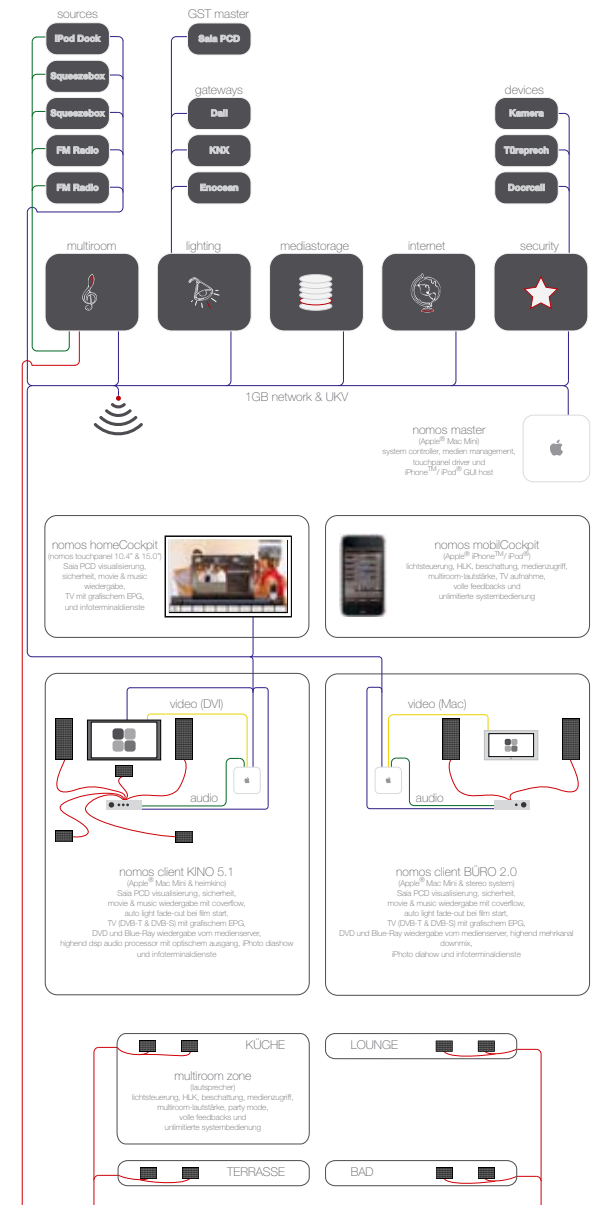 sources
iPod Dock
Squeezebox
Squeezebox
FM Radio
FM Radio
GST master
Saia PCD
gateways
Dali
KNX
Enocean
devices
Kamera
Türsprech
Doorcall
multiroom
lighting
mediastorage
internet
security
1GB network & UKV
nomos master
(Apple® Mac Mini)
system controller, medien management,
touchpanel driver und
iPhone™/ iPod® GUI host
nomos homeCockpit
(nomos touchpanel 10.4" & 15.0")
Saia PCD visualisierung,
sicherheit, movie & music
wiedergabe,
TV mit grafischem EPG,
und infoterminaldienste
nomos mobilCockpit
(Apple® iPhone™/ iPod®)
lichtsteuerung, HLK, beschattung, medienzugriff,
multiroom-lautstärke, TV aufnahme,
volle feedbacks und
unlimitierte systembedienung
video (DVI)
audio
nomos client KINO 5.1
(Apple® Mac Mini & heimkino)
Saia PCD visualisierung, sicherheit,
movie & music wiedergabe mit coverflow,
auto light fade-out bei film start,
TV (DVB-T & DVB-S) mit grafischem EPG,
DVD und Blue-Ray wiedergabe vom medienserver,
highend dsp audio processor mit optischem ausgang, iPhoto diashow
und infoterminaldienste
video (Mac)
audio
nomos client BÜRO 2.0
(Apple® Mac Mini & stereo system)
Saia PCD visualisierung, sicherheit,
movie & music wiedergabe mit coverflow,
auto light fade-out bei film start,
TV (DVB-T & DVB-S) mit grafischem EPG,
DVD und Blue-Ray wiedergabe vom medienserver, highend mehrkanal
downmix,
iPhoto diahow und infoterminaldienste
KÜCHE
multiroom zone
(lautsprecher)
lichtsteuerung, HLK, beschattung, medienzugriff,
multiroom-lautstärke, party mode,
volle feedbacks und
unlimitierte systembedienung
LOUNGE
TERRASSE
BAD